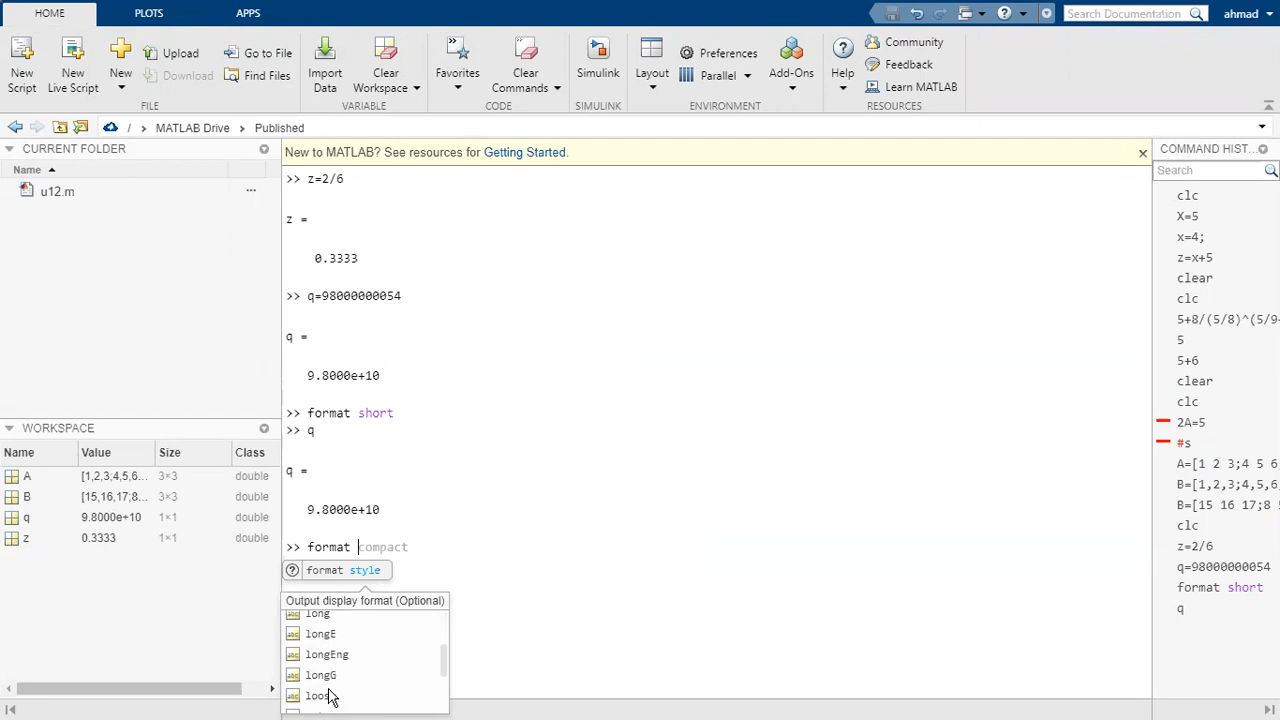 HOME PLOTS APPS
Search Documentation ahmad
New Script
New Live Script
New
Upload
Download
Go to File
Find Files
FILE
Import Data
Clear Workspace
VARIABLE
Favorites
Clear Commands
CODE
Simulink
SIMULINK
Layout
Preferences
Parallel
Add-Ons
ENVIRONMENT
Help
Community
Feedback
Learn MATLAB
RESOURCES
/ MATLAB Drive Published
CURRENT FOLDER
Name
u12.m
WORKSPACE
Name Value Size Class
A [1,2,3;4,5,6... 3×3 double
B [15,16,17;8... 3×3 double
q 9.8000e+10 1×1 double
z 0.3333 1×1 double
New to MATLAB? See resources for Getting Started.
>> z=2/6
z =
0.3333
>> q=98000000054
q =
9.8000e+10
>> format short
>> q
q =
9.8000e+10
>> format compact
format style
Output display format (Optional)
long
longE
longEng
longG
COMMAND HIST...
Search
clc
X=5
x=4;
z=x+5
clear
clc
5+8/(5/8)^(5/9
5
5+6
clear
clc
2A=5
#s
A=[1 2 3;4 5 6
B=[1,2,3;4,5,6
B=[15 16 17;8
clc
z=2/6
q=98000000054
format short
q